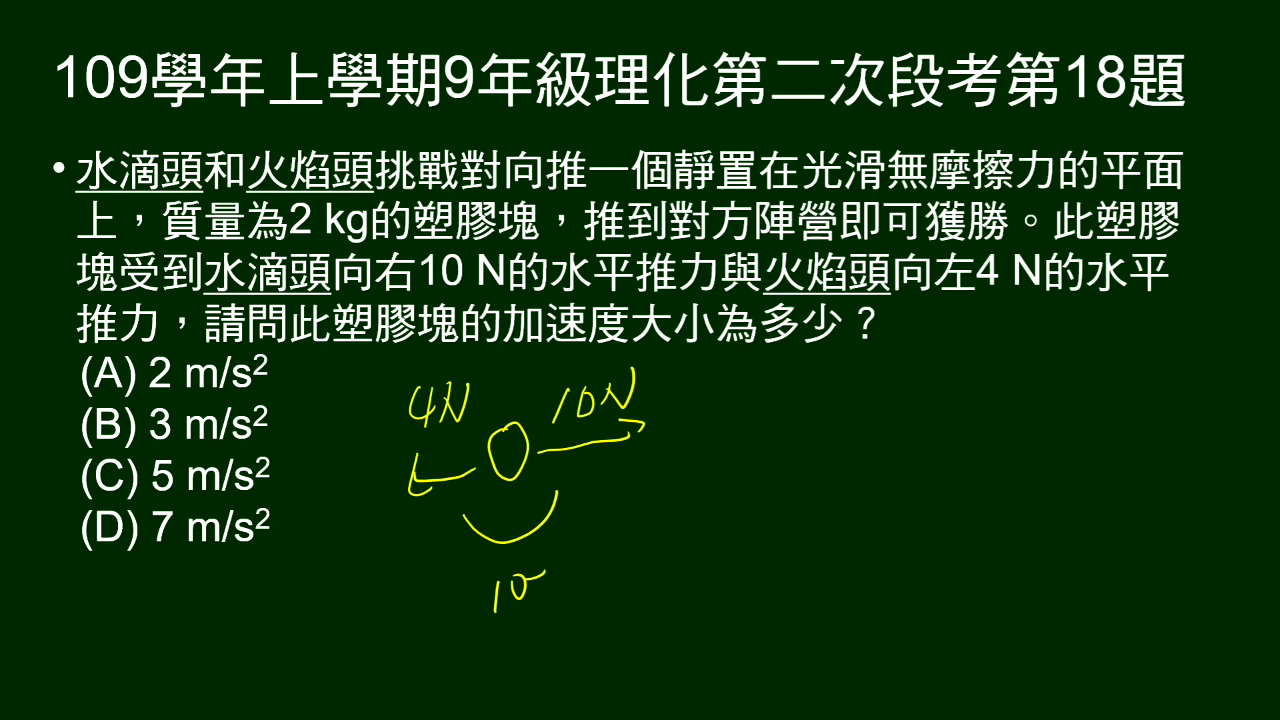 109學年上學期9年級理化第二次段考第18題
• 水滴頭和火焰頭挑戰對向推一個靜置在光滑無摩擦力的平面
上，質量為2 kg的塑膠塊，推到對方陣營即可獲勝。此塑膠
塊受到水滴頭向右10 N的水平推力與火焰頭向左4 N的水平
推力，請問此塑膠塊的加速度大小為多少？
(A) 2 m/s²
(B) 3 m/s²
(C) 5 m/s²
(D) 7 m/s²
4N 10N
10